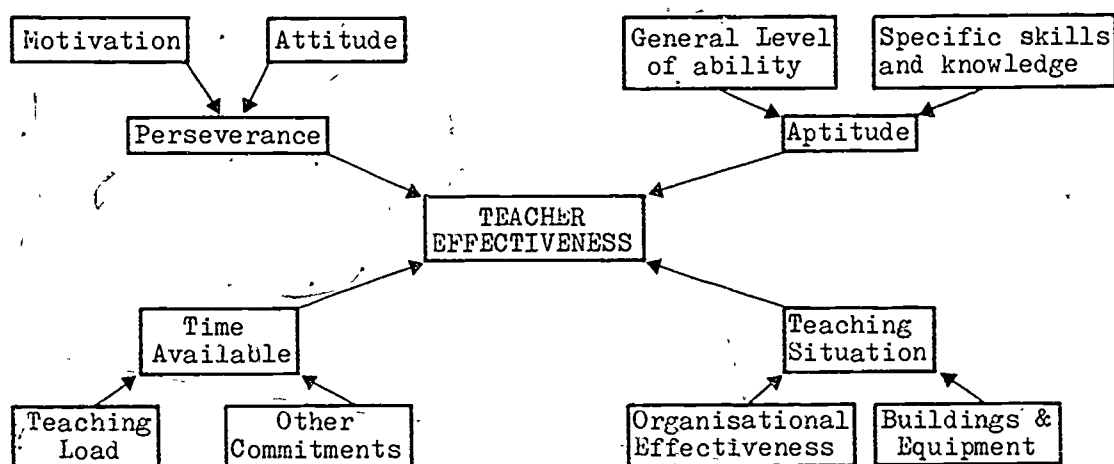 Motivation
Attitude
General Level
of ability
Specific skills
and knowledge
Perseverance
Aptitude
TEACHER
EFFECTIVENESS
Time
Available
Teaching
Situation
Teaching
Load
Other
Commitments
Organisational
Effectiveness
Buildings &
Equipment